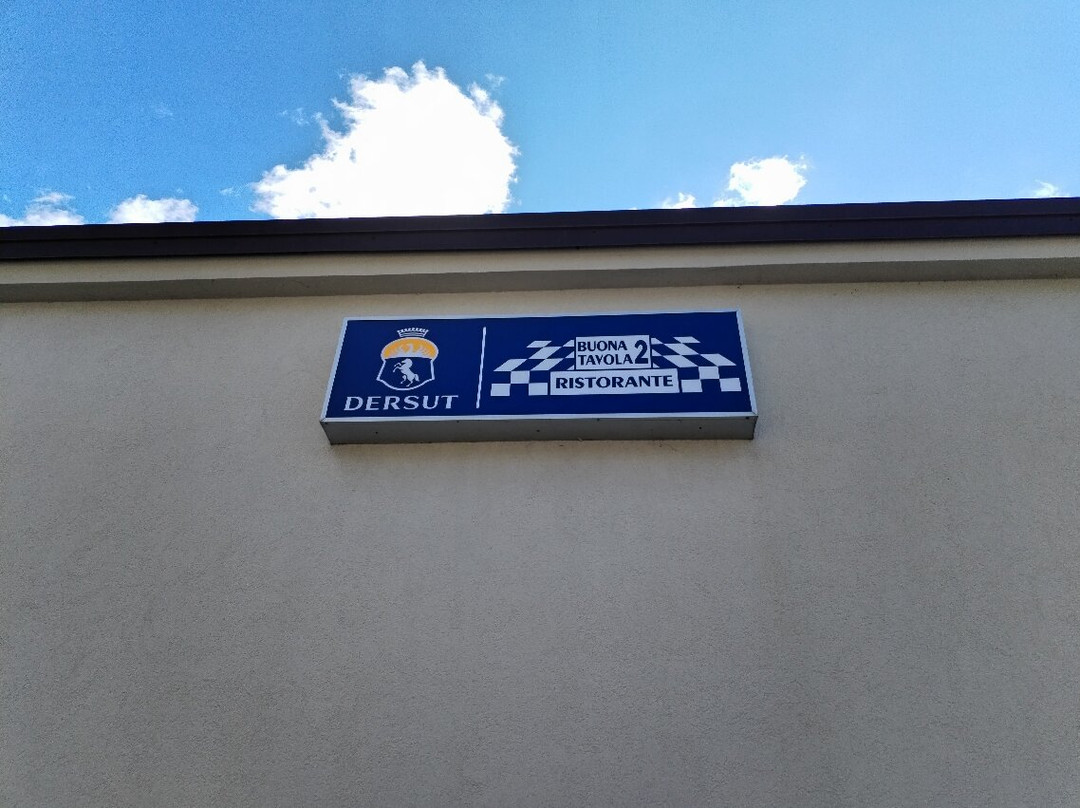 DERSUT
BUONA
TAVOLA 2
RISTORANTE